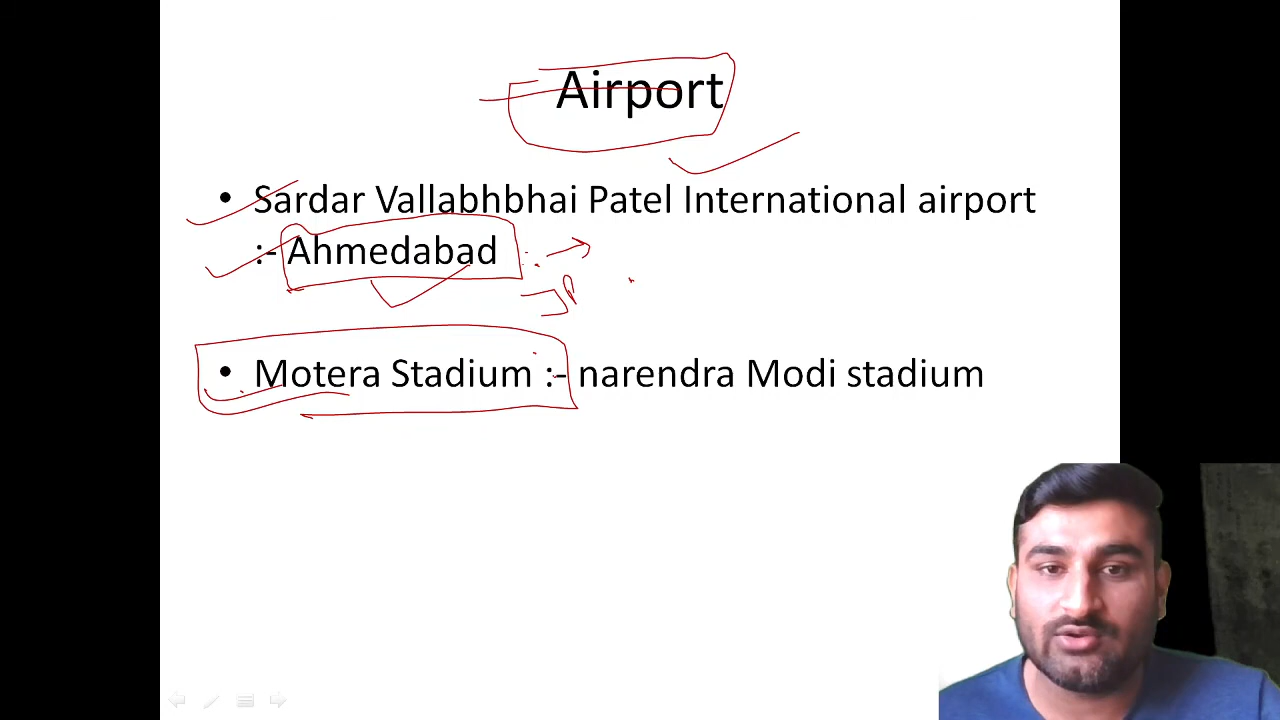 Airport
• Sardar Vallabhbhai Patel International airport
:- Ahmedabad
• Motera Stadium :- narendra Modi stadium